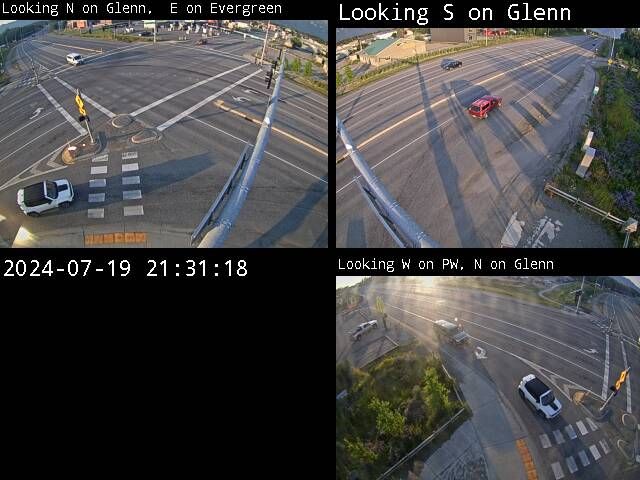 Looking N on Glenn,  E on Evergreen
Looking S on Glenn
2024-07-19 21:31:18
Looking W on PW, N on Glenn